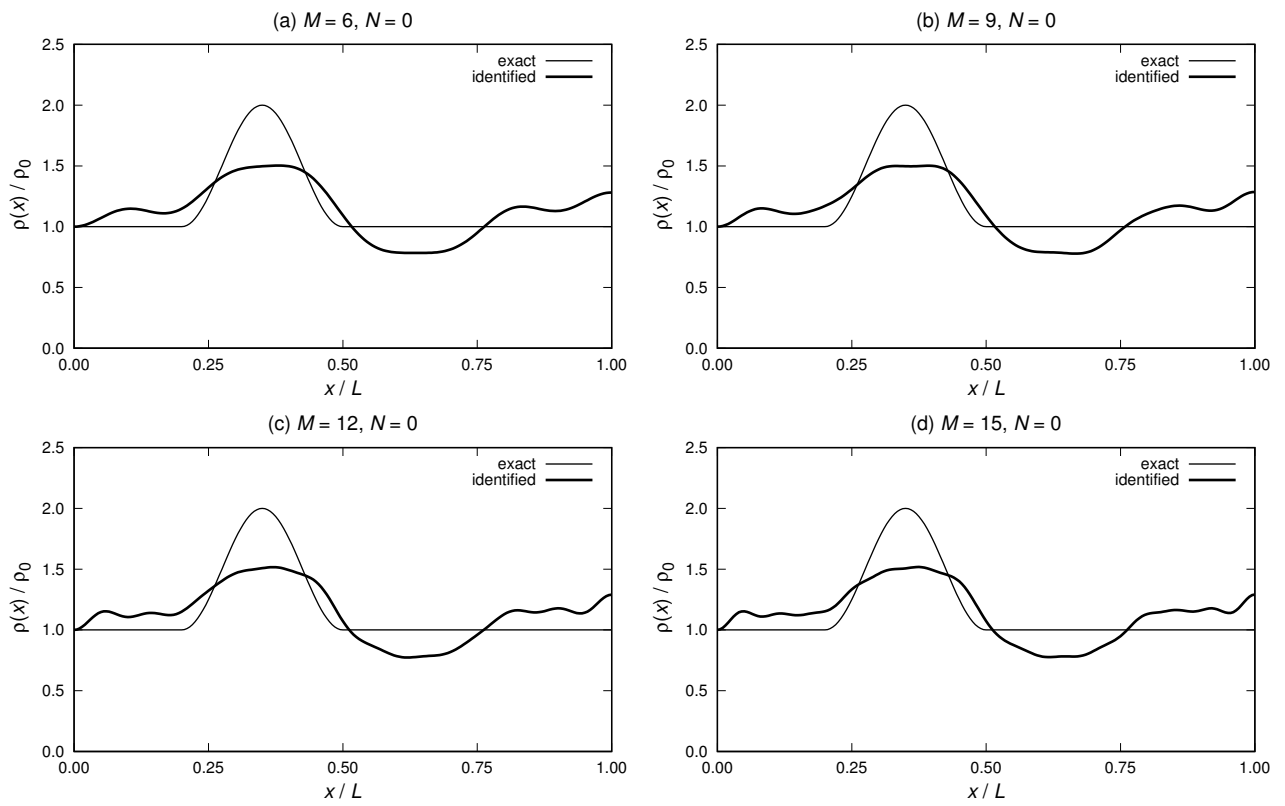 (a) M = 6, N = 0
2.5
2.0
1.5
1.0
0.5
0.0
ρ(x) / ρ0
exact
identified
0.00 0.25 0.50 0.75 1.00
x / L
(b) M = 9, N = 0
2.5
2.0
1.5
1.0
0.5
0.0
ρ(x) / ρ0
exact
identified
0.00 0.25 0.50 0.75 1.00
x / L
(c) M = 12, N = 0
2.5
2.0
1.5
1.0
0.5
0.0
ρ(x) / ρ0
exact
identified
0.00 0.25 0.50 0.75 1.00
x / L
(d) M = 15, N = 0
2.5
2.0
1.5
1.0
0.5
0.0
ρ(x) / ρ0
exact
identified
0.00 0.25 0.50 0.75 1.00
x / L